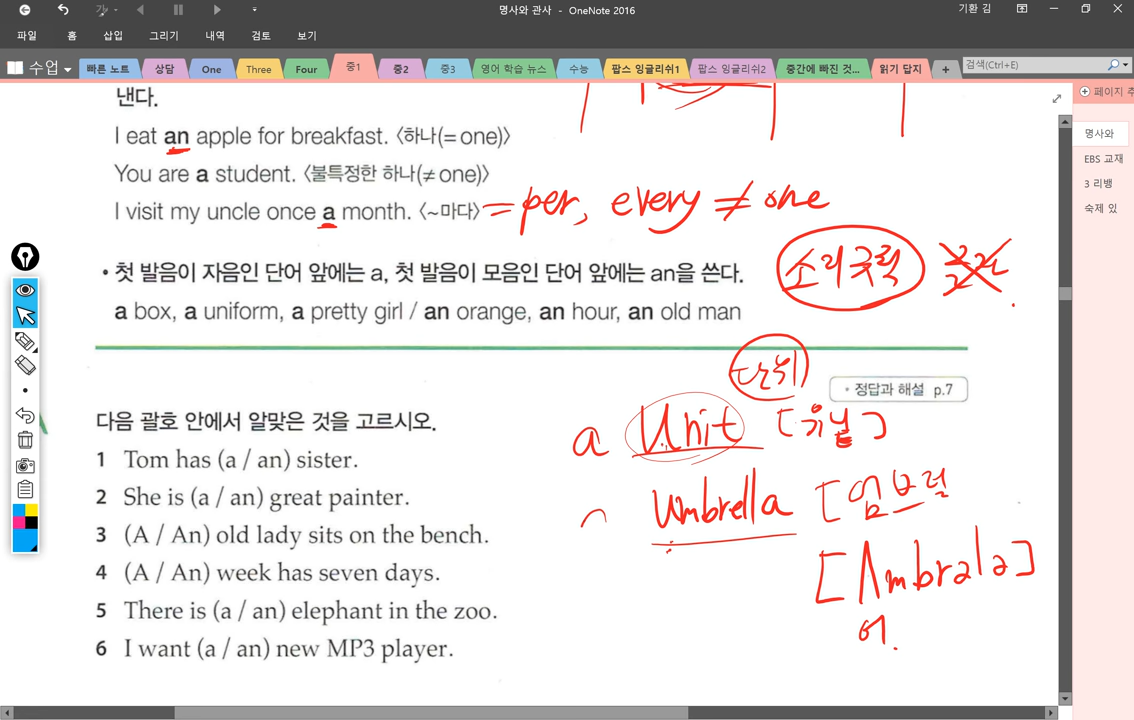 명사와 관사 - OneNote 2016
기환 김
파일 홈 삽입 그리기 내역 검토 보기
수업 빠른 노트 상담 One Three Four 중1 중2 중3 영어 학습 뉴스 수능 팝스 잉글리쉬1 팝스 잉글리쉬2 중간에 빠진 것... 읽기 답지 + 검색(Ctrl+E)
페이지 추
명사와
EBS 교재
3 리뱅
숙제 있
낸다.
I eat an apple for breakfast. <하나(= one)>
You are a student. <불특정한 하나(≠ one)>
I visit my uncle once a month. <~마다> = per, every ≠ one
• 첫 발음이 자음인 단어 앞에는 a, 첫 발음이 모음인 단어 앞에는 an을 쓴다.
소리규칙
a box, a uniform, a pretty girl / an orange, an hour, an old man
단위
• 정답과 해설 p.7
다음 괄호 안에서 알맞은 것을 고르시오.
a Unit [유닡]
1 Tom has (a / an) sister.
2 She is (a / an) great painter.
umbrella [엄브렐
3 (A / An) old lady sits on the bench.
4 (A / An) week has seven days.
[ʌmbrələ]
5 There is (a / an) elephant in the zoo.
어.
6 I want (a / an) new MP3 player.